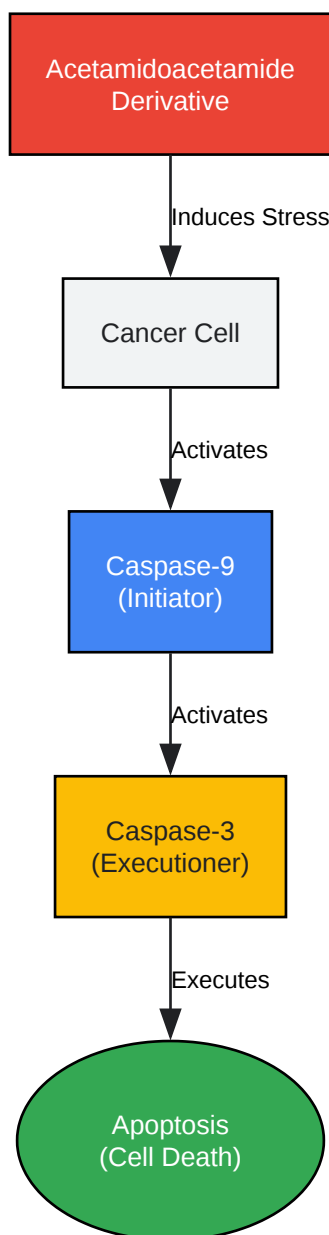 Acetamidoacetamide
Derivative
Induces Stress
Cancer Cell
Activates
Caspase-9
(Initiator)
Activates
Caspase-3
(Executioner)
Executes
Apoptosis
(Cell Death)